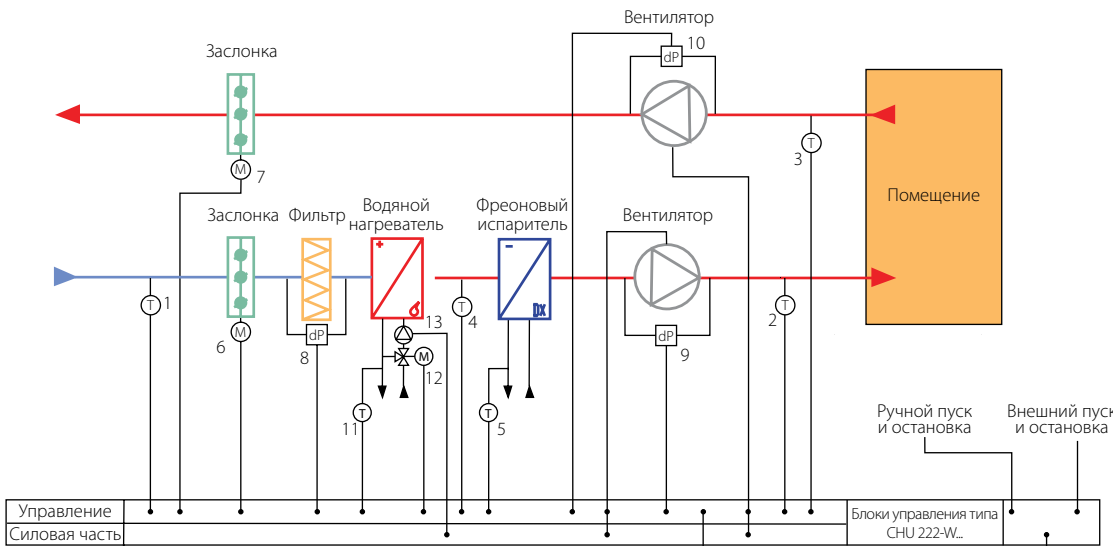 Вентилятор
10
dP
Заслонка
M
7
T
3
Помещение
Заслонка
Фильтр
Водяной
нагреватель
Фреоновый
испаритель
Вентилятор
+
-
DX
T
1
M
6
dP
8
13
M
12
T
11
T
4
T
5
dP
9
T
2
Ручной пуск
и остановка
Внешний пуск
и остановка
Управление
Силовая часть
Блоки управления типа
CHU 222-W...